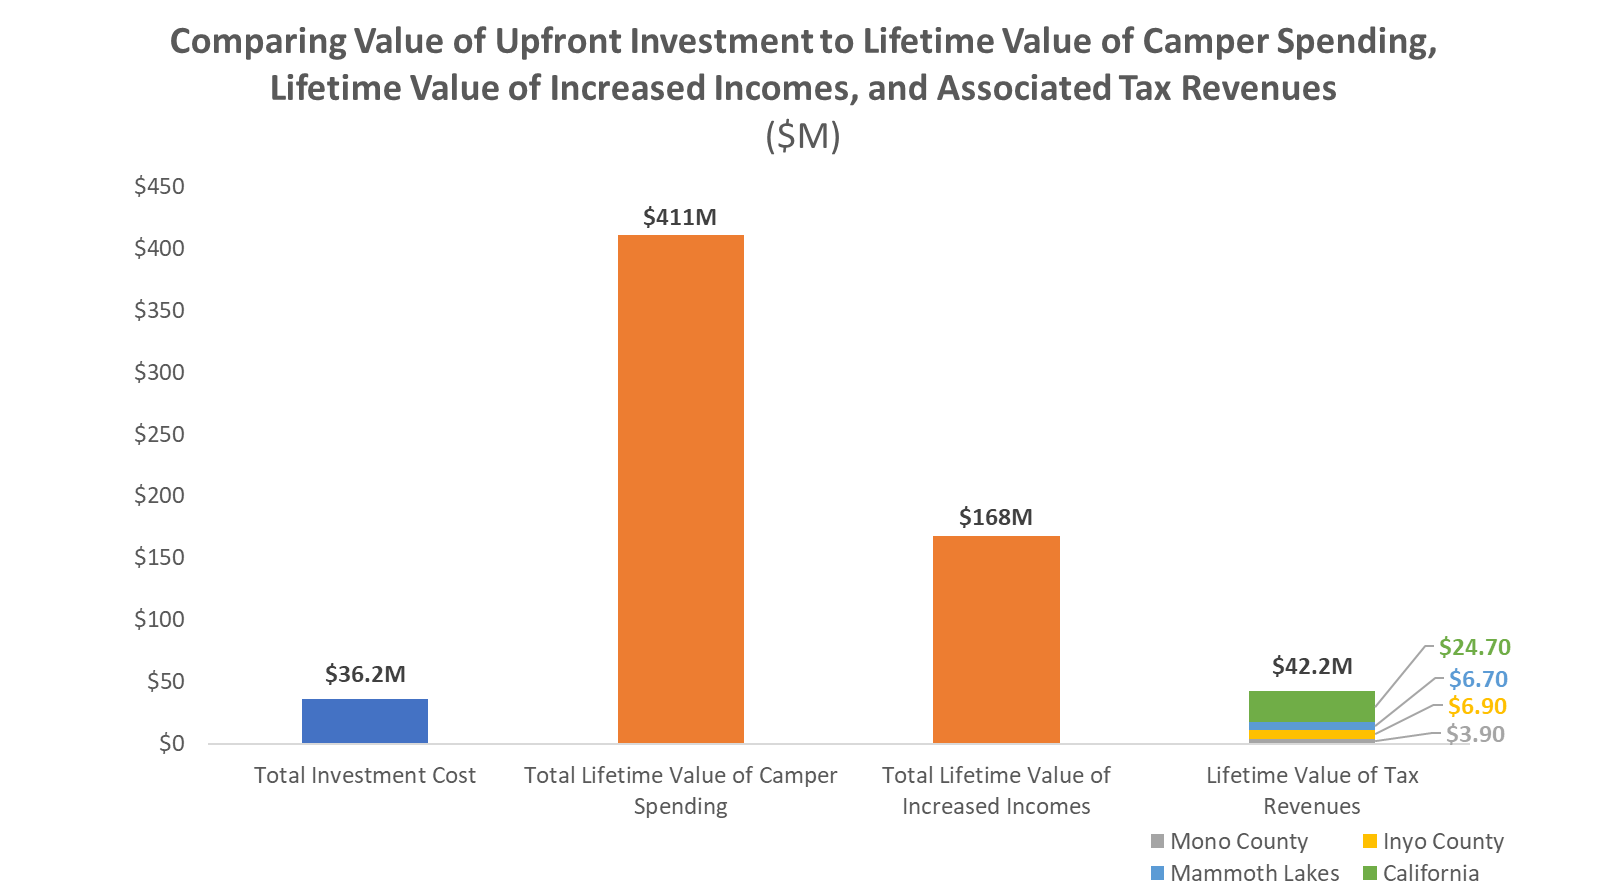 Comparing Value of Upfront Investment to Lifetime Value of Camper Spending,
Lifetime Value of Increased Incomes, and Associated Tax Revenues
($M)
$450
$400
$350
$300
$250
$200
$150
$100
$50
$0
$36.2M
$411M
$168M
$42.2M
$24.70
$6.70
$6.90
$3.90
Total Investment Cost
Total Lifetime Value of Camper
Spending
Total Lifetime Value of
Increased Incomes
Lifetime Value of Tax
Revenues
Mono County
Inyo County
Mammoth Lakes
California